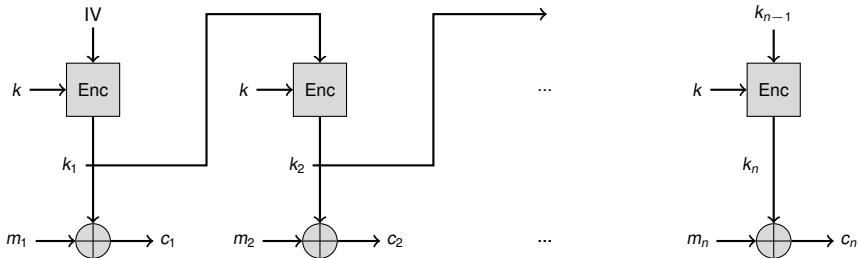 IV k_{n−1}
k Enc k Enc ... k Enc
k_1 k_2 k_n
m_1 c_1 m_2 c_2 ... m_n c_n